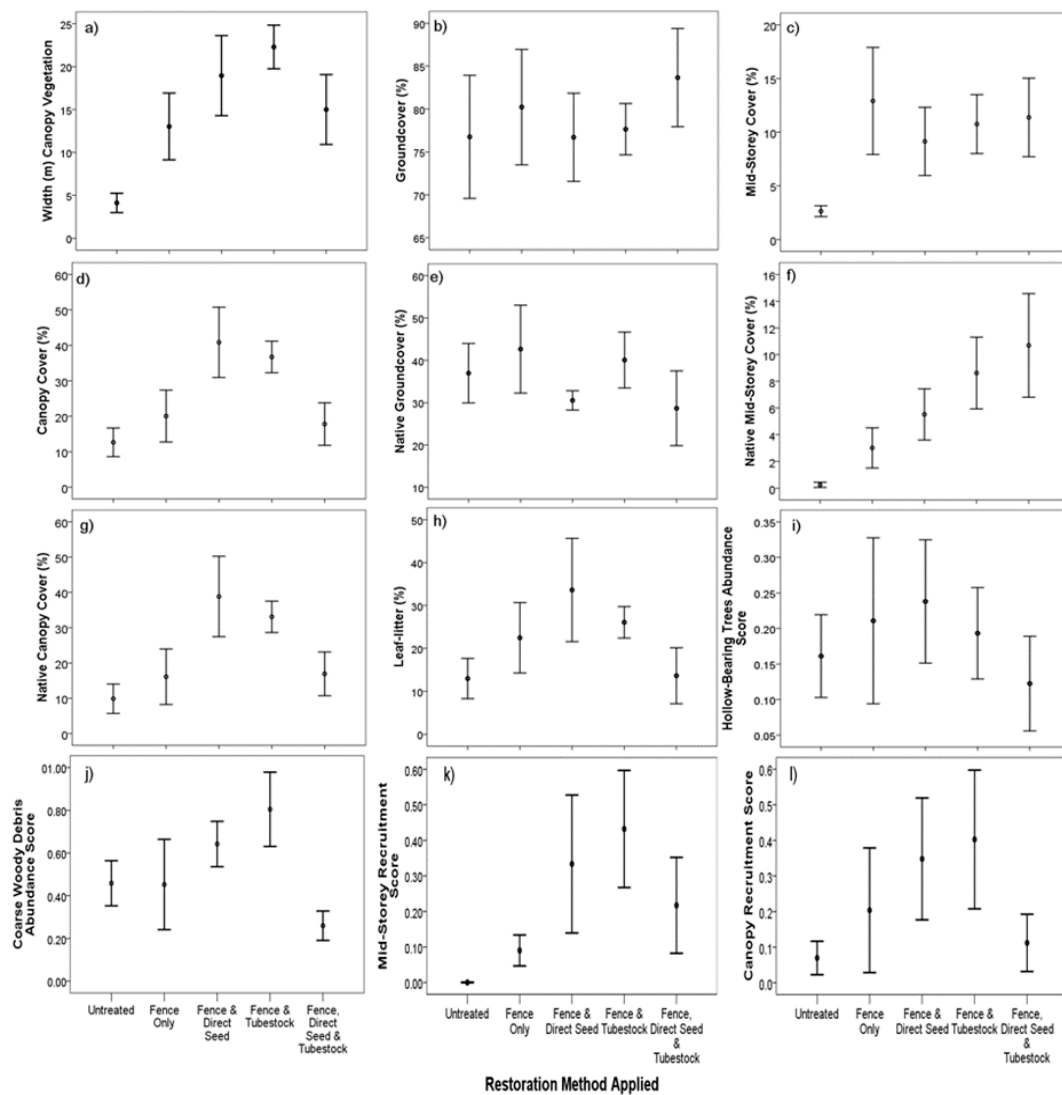 a)
Width (m) Canopy Vegetation
25
20
15
10
5
0
b)
Groundcover (%)
90
85
80
75
70
65
c)
Mid-Storey Cover (%)
20
15
10
5
0
d)
Canopy Cover (%)
60
50
40
30
20
10
0
e)
Native Groundcover (%)
60
50
40
30
20
10
f)
Native Mid-Storey Cover (%)
16
14
12
10
8
6
4
2
0
g)
Native Canopy Cover (%)
60
50
40
30
20
10
0
h)
Leaf-litter (%)
50
40
30
20
10
0
i)
Hollow-Bearing Trees Abundance
Score
0.35
0.30
0.25
0.20
0.15
0.10
0.05
j)
Coarse Woody Debris
Abundance Score
01.00
0.80
0.60
0.40
0.20
0.00
Untreated
Fence
Only
Fence &
Direct
Seed
Fence &
Tubestock
Fence,
Direct
Seed &
Tubestock
k)
Mid-Storey Recruitment
Score
0.60
0.50
0.40
0.30
0.20
0.10
0.00
Untreated
Fence
Only
Fence &
Direct Seed
Fence &
Tubestock
Fence,
Direct Seed
&
Tubestock
l)
Canopy Recruitment Score
0.6
0.5
0.4
0.3
0.2
0.1
0.0
Untreated
Fence
Only
Fence
& Direct
Seed
Fence &
Tubestock
Fence,
Direct Seed
&
Tubestock
Restoration Method Applied